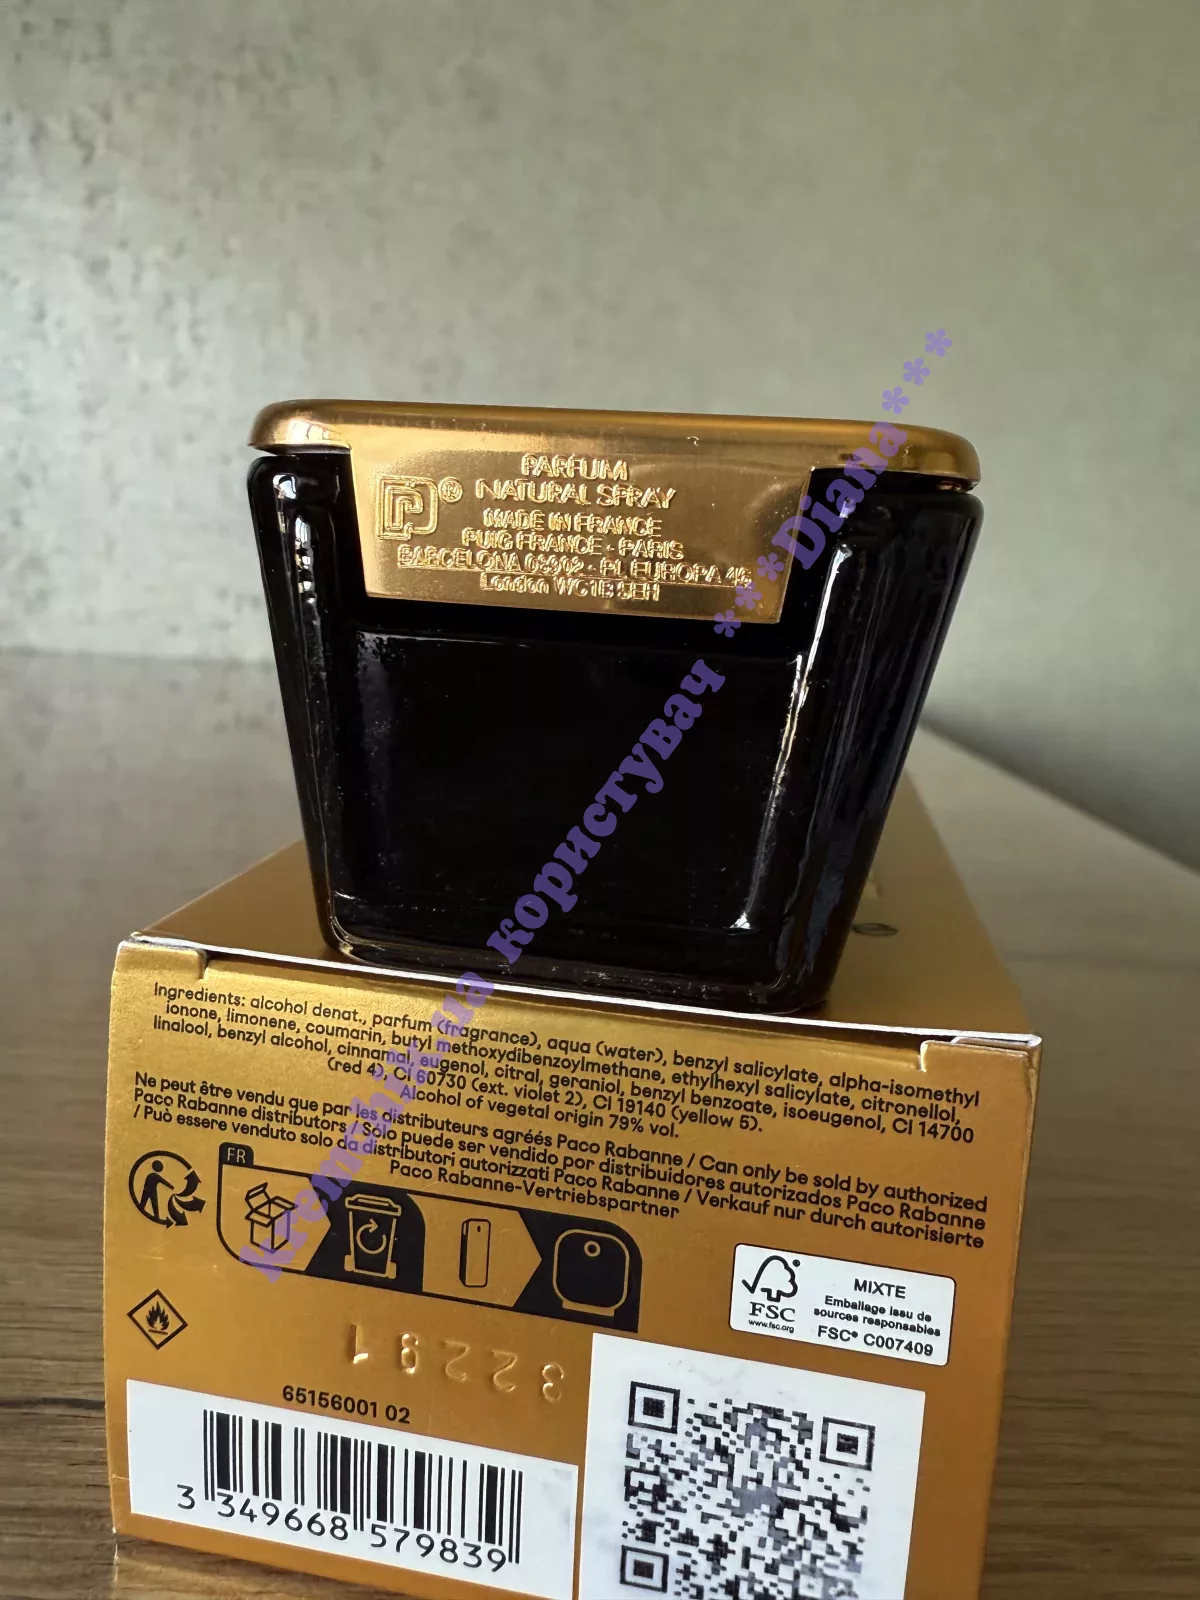 PARFUM
NATURAL SPRAY
MADE IN FRANCE
PUIG FRANCE - PARIS
BARCELONA 08902 - Pl. EUROPA 46
London WC1B 5EH
kremchik.ua користувач ***Diana***
Ingredients: alcohol denat., parfum (fragrance), aqua (water), benzyl salicylate, alpha-isomethyl
ionone, limonene, coumarin, butyl methoxydibenzoylmethane, ethylhexyl salicylate, citronellol,
linalool, benzyl alcohol, cinnamal, eugenol, citral, geraniol, benzyl benzoate, isoeugenol, CI 14700
(red 4), CI 60730 (ext. violet 2), CI 19140 (yellow 5).
Alcohol of vegetal origin 79% vol.
Ne peut être vendu que par les distributeurs agréés Paco Rabanne / Can only be sold by authorized
Paco Rabanne distributors / Sólo puede ser vendido por distribuidores autorizados Paco Rabanne
/ Può essere venduto solo da distributori autorizzati Paco Rabanne / Verkauf nur durch autorisierte
Paco Rabanne-Vertriebspartner
FR
FSC
www.fsc.org
MIXTE
Emballage issu de
sources responsables
FSC® C007409
32281
65156001 02
3 349668 579839